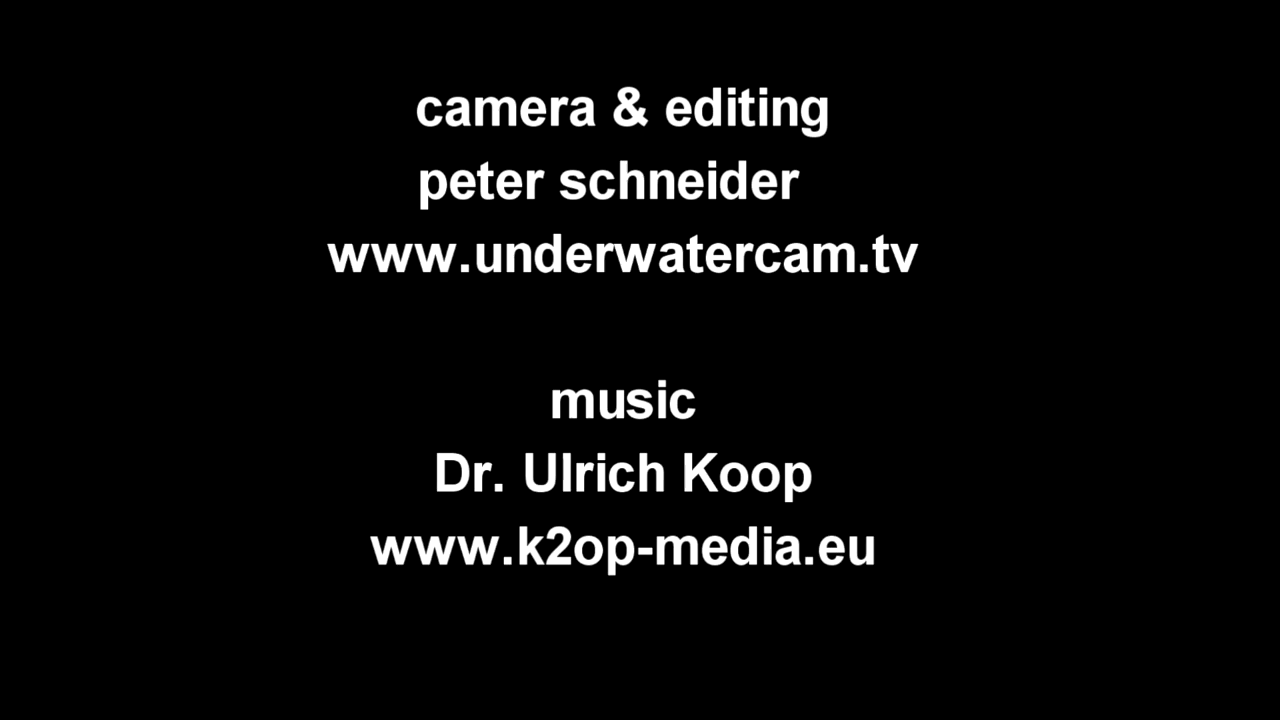 camera & editing
peter schneider
www.underwatercam.tv
music
Dr. Ulrich Koop
www.k2op-media.eu